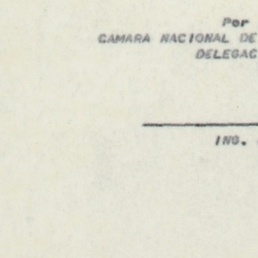 Por
CAMARA NACIONAL DE
DELEGAC
ING.